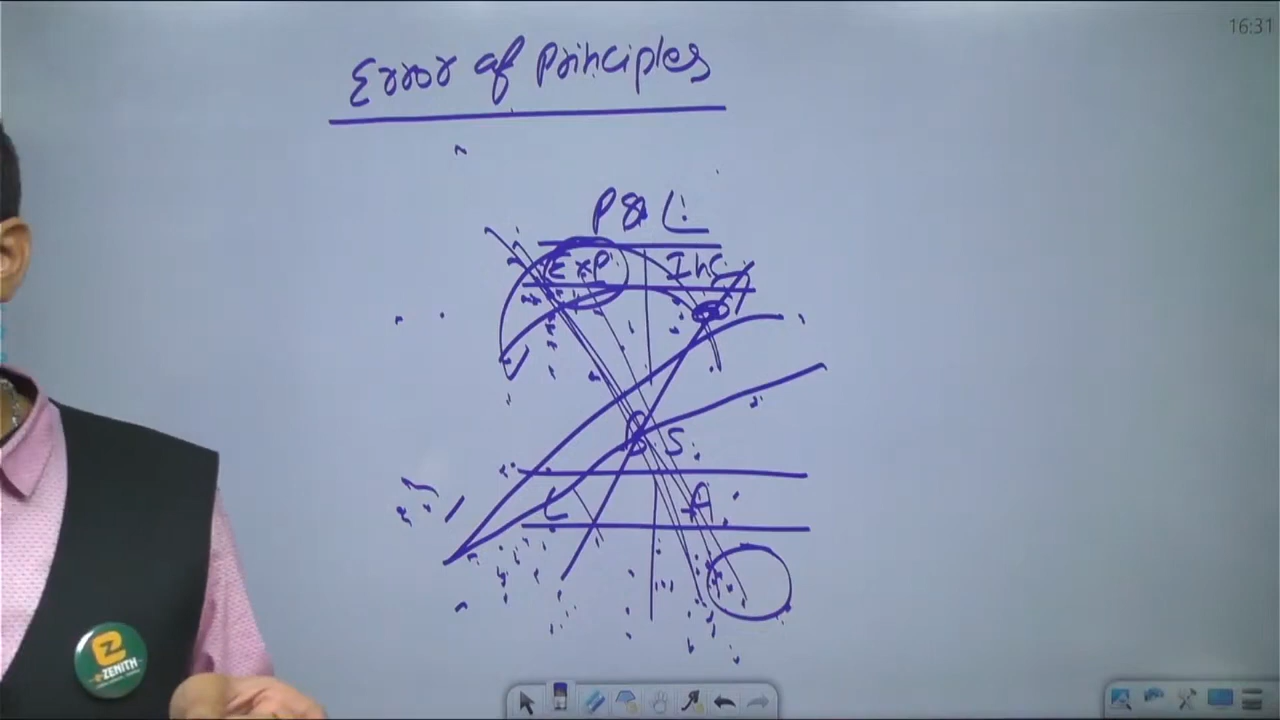 16:31
Error of Principles
P & L
Exp Inc.
B S.
L A
e
ZENITH